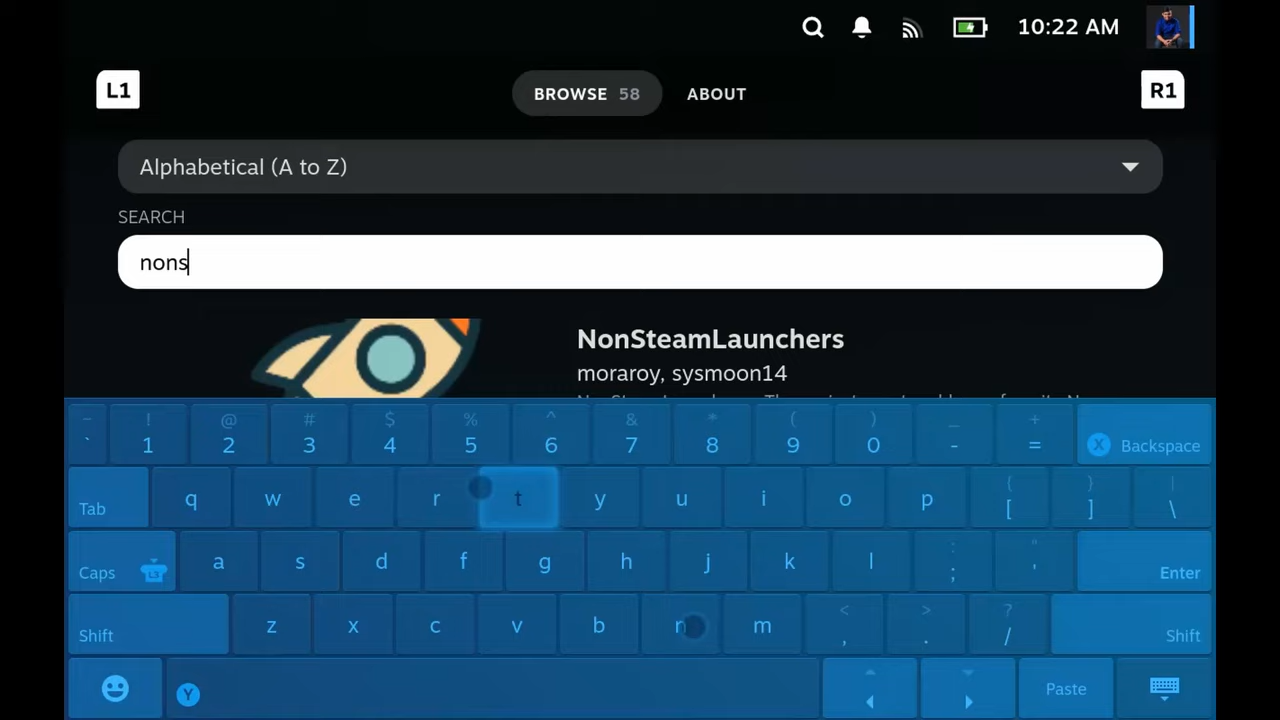 10:22 AM
L1
BROWSE 58
ABOUT
R1
Alphabetical (A to Z)
SEARCH
nons
NonSteamLaunchers
moraroy, sysmoon14
~ ! @ # $ % ^ & * ( ) _ +
` 1 2 3 4 5 6 7 8 9 0 - = X Backspace
Tab q w e r t y u i o p { [ } ] | \
Caps L3 a s d f g h j k l : ; " ' Enter
Shift z x c v b n m < , > . ? / Shift
Y Paste